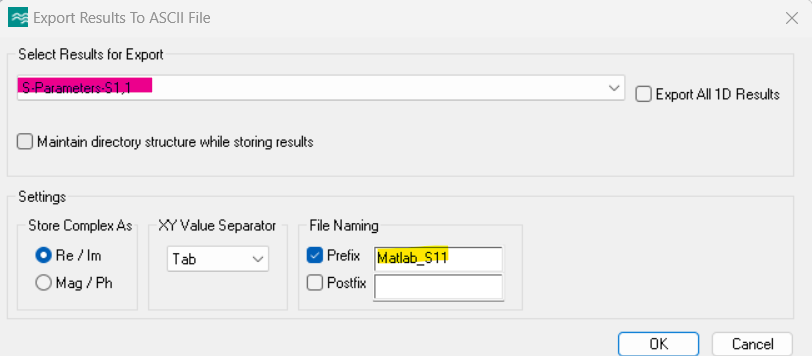 Export Results To ASCII File
Select Results for Export
S-Parameters-S1,1
Export All 1D Results
Maintain directory structure while storing results
Settings
Store Complex As
XY Value Separator
File Naming
Re / Im
Tab
Prefix
Matlab_S11
Mag / Ph
Postfix
OK
Cancel